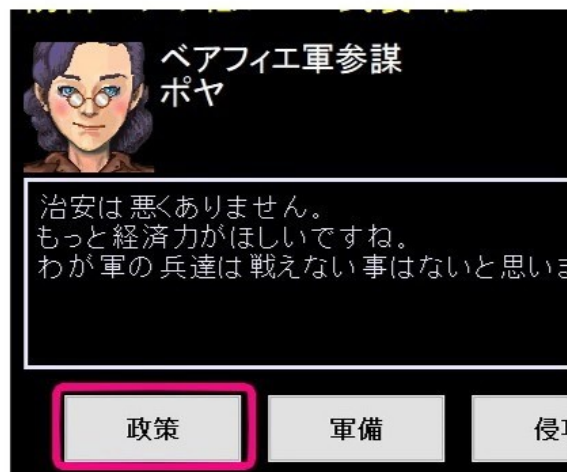 ベアフィエ軍参謀
ポヤ
治安は悪くありません。
もっと経済力がほしいですね。
わが軍の兵達は戦えない事はないと思いま
政策
軍備
侵